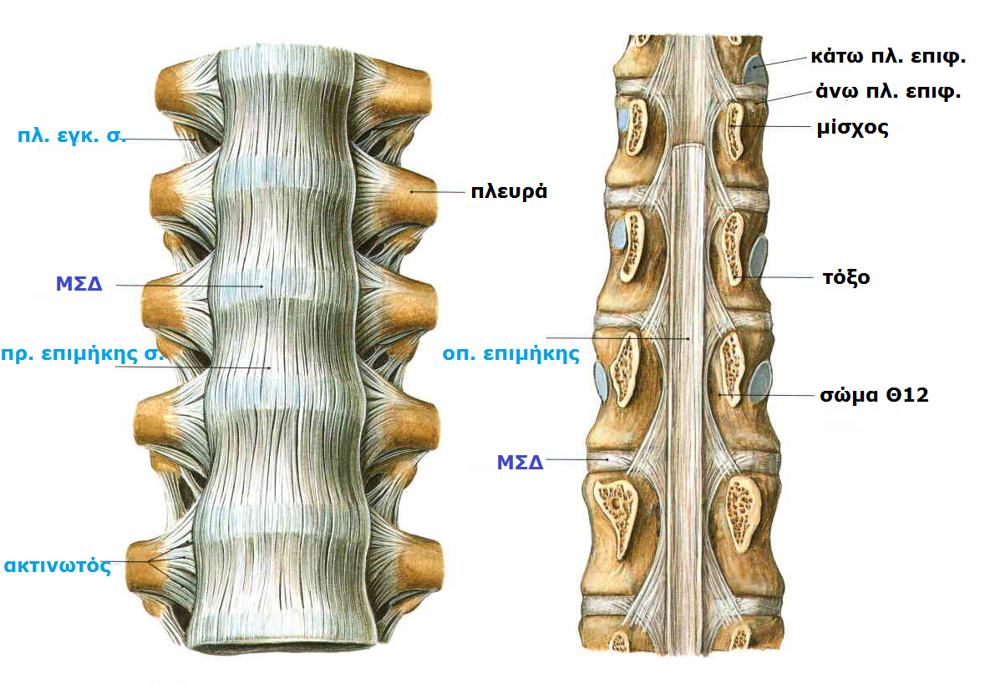 πλ. εγκ. σ.
πλευρά
ΜΣΔ
πρ. επιμήκης σ.
ακτινωτός
κάτω πλ. επιφ.
άνω πλ. επιφ.
μίσχος
τόξο
οπ. επιμήκης
σώμα Θ12
ΜΣΔ